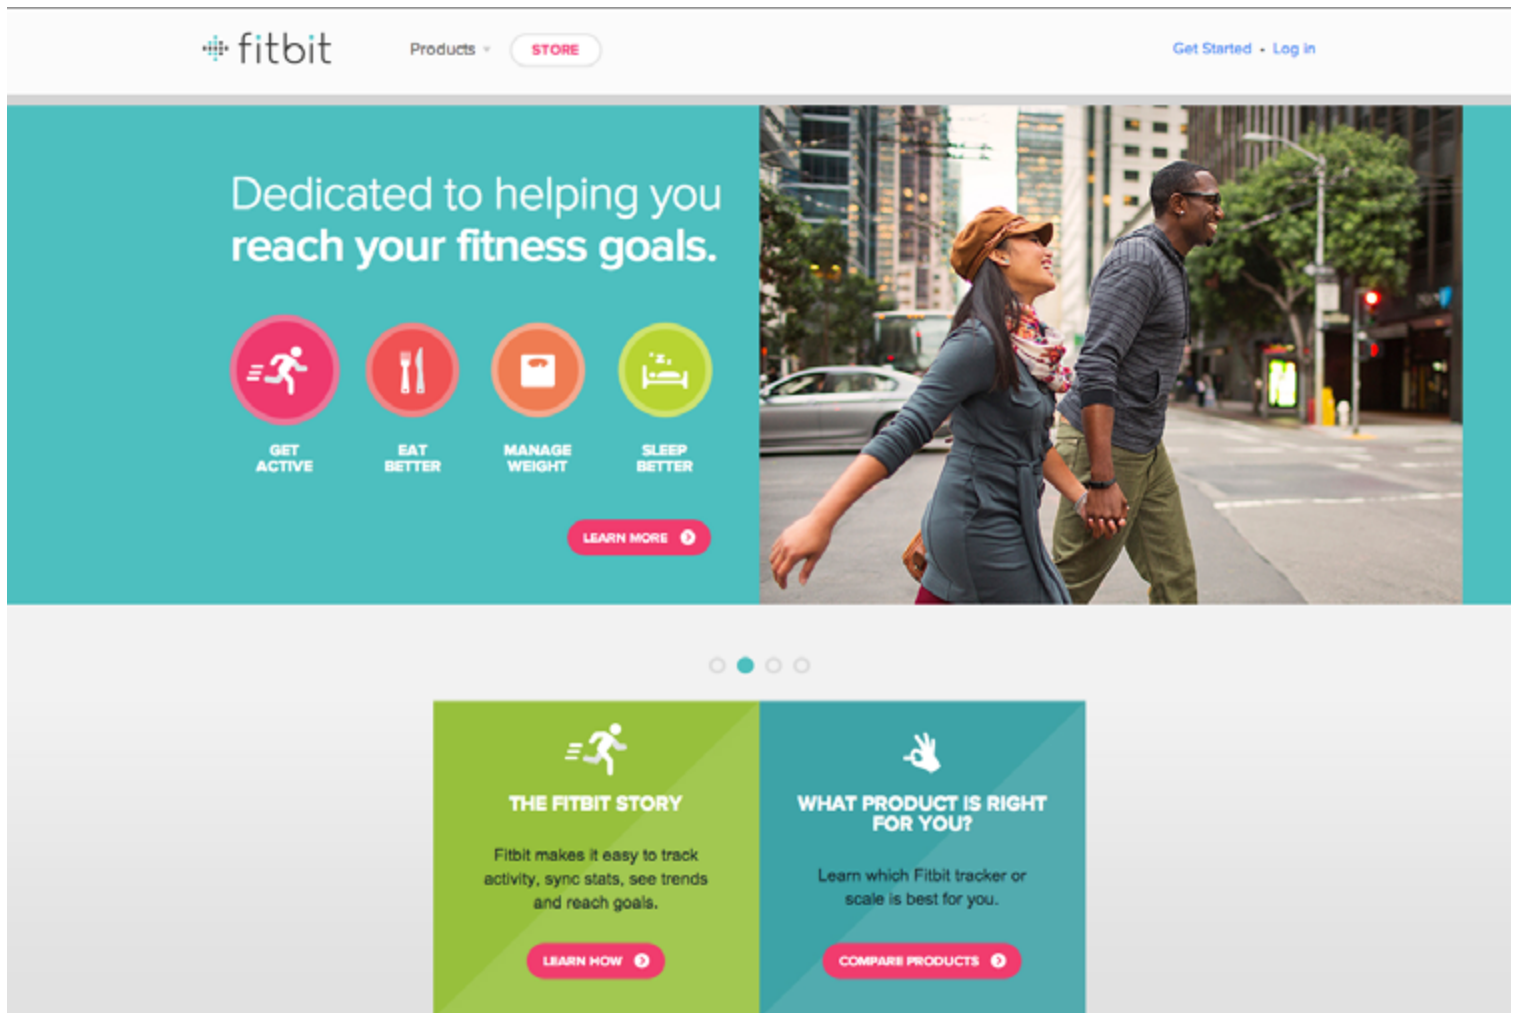 fitbit
Products
STORE
Get Started • Log in
Dedicated to helping you
reach your fitness goals.
GET
ACTIVE
EAT
BETTER
MANAGE
WEIGHT
SLEEP
BETTER
LEARN MORE
THE FITBIT STORY
Fitbit makes it easy to track
activity, sync stats, see trends
and reach goals.
LEARN HOW
WHAT PRODUCT IS RIGHT
FOR YOU?
Learn which Fitbit tracker or
scale is best for you.
COMPARE PRODUCTS